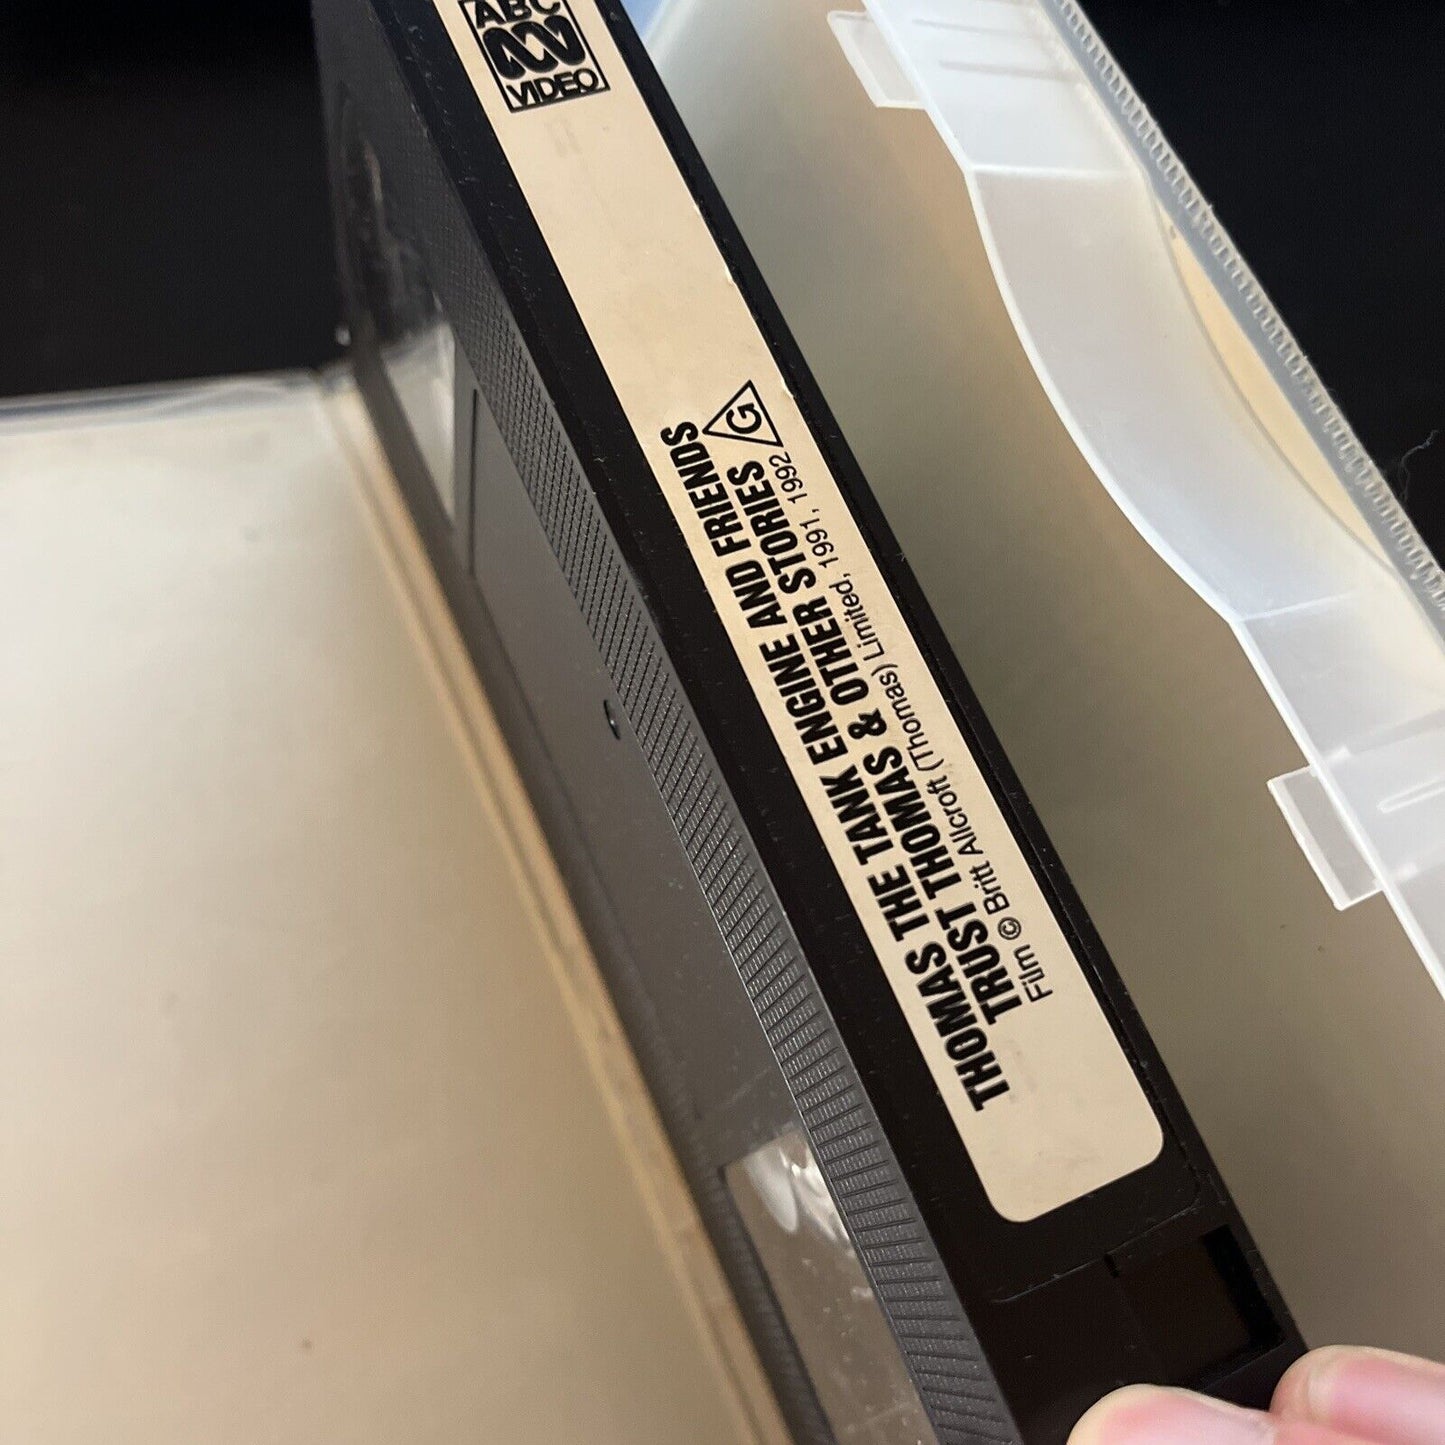 ABC
VIDEO
THOMAS THE TANK ENGINE AND FRIENDS
TRUST THOMAS & OTHER STORIES G
Film © Britt Allcroft (Thomas) Limited, 1991, 1992